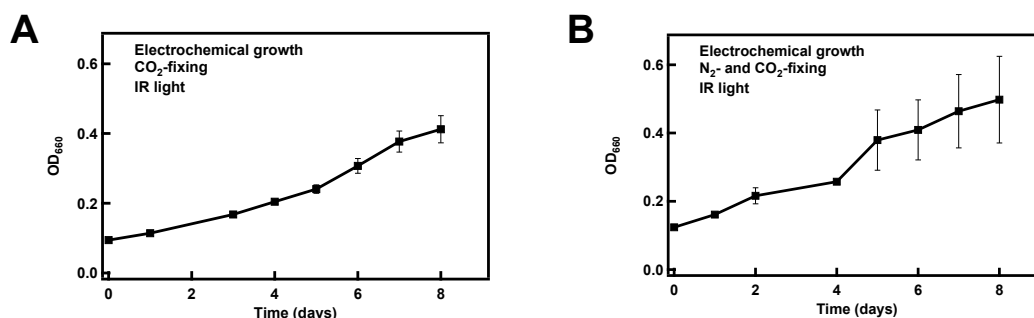 A
Electrochemical growth
CO₂-fixing
IR light
OD₆₆₀
0.6
0.4
0.2
0.0
0 2 4 6 8
Time (days)
B
Electrochemical growth
N₂- and CO₂-fixing
IR light
OD₆₆₀
0.6
0.4
0.2
0.0
0 2 4 6 8
Time (days)